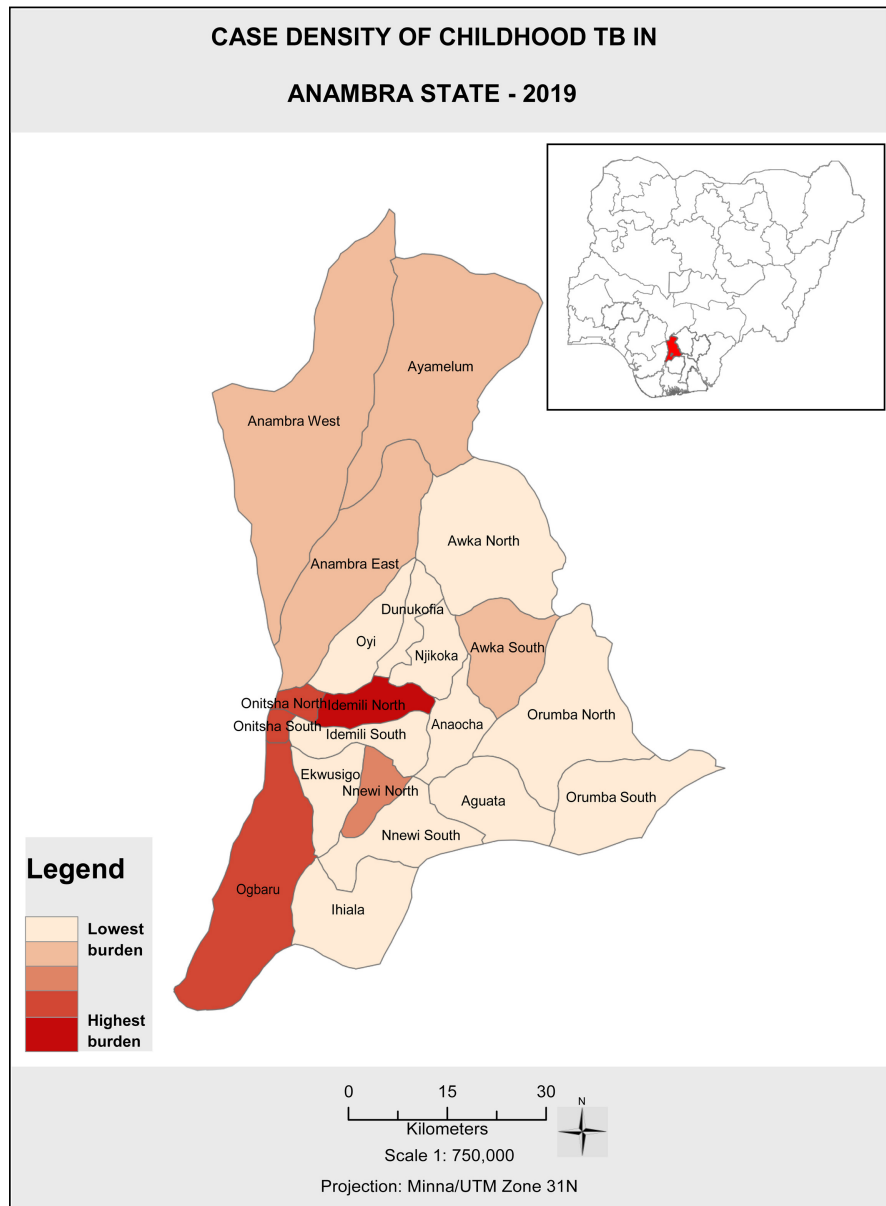 CASE DENSITY OF CHILDHOOD TB IN
ANAMBRA STATE - 2019
Ayamelum
Anambra West
Awka North
Anambra East
Dunukofia
Oyi
Awka South
Njikoka
Onitsha North
Idemili North
Orumba North
Onitsha South
Anaocha
Idemili South
Ekwusigo
Nnewi North
Orumba South
Aguata
Nnewi South
Ogbaru
Ihiala
Legend
Lowest
burden
Highest
burden
0 15 30
Kilometers
N
Scale 1: 750,000
Projection: Minna/UTM Zone 31N